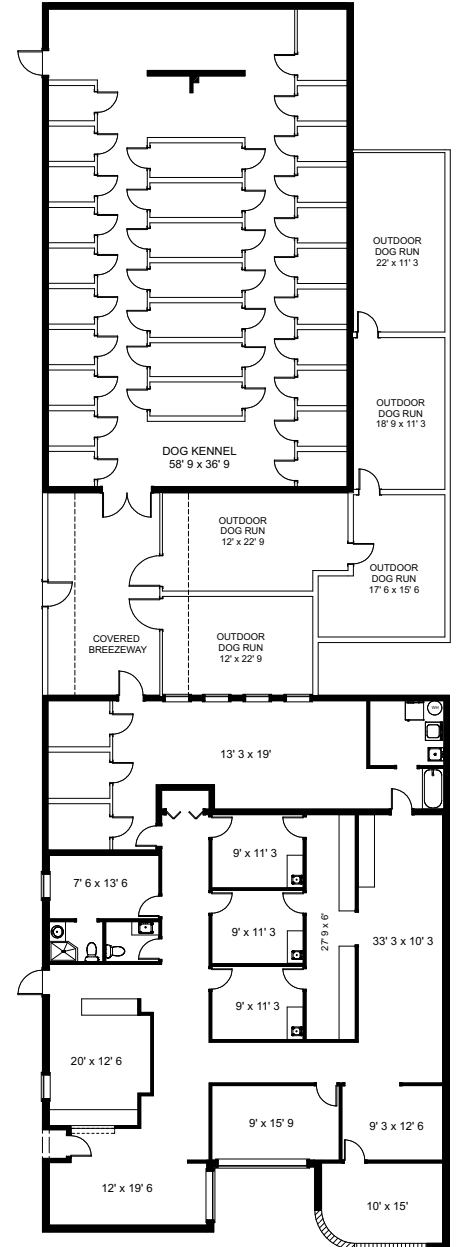 OUTDOOR
DOG RUN
22' x 11' 3
OUTDOOR
DOG RUN
18' 9 x 11' 3
DOG KENNEL
58' 9 x 36' 9
OUTDOOR
DOG RUN
12' x 22' 9
OUTDOOR
DOG RUN
17' 6 x 15' 6
COVERED
BREEZEWAY
OUTDOOR
DOG RUN
12' x 22' 9
WH
13' 3 x 19'
9' x 11' 3
7' 6 x 13' 6
9' x 11' 3
27' 9 x 6'
33' 3 x 10' 3
9' x 11' 3
20' x 12' 6
9' x 15' 9
9' 3 x 12' 6
12' x 19' 6
10' x 15'